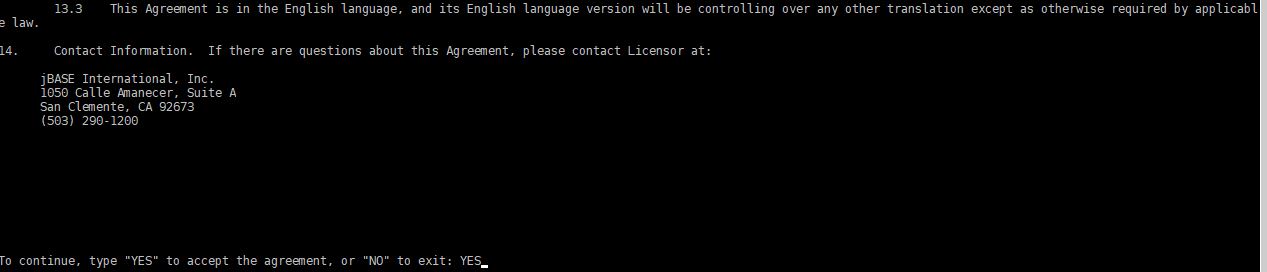 13.3    This Agreement is in the English language, and its English language version will be controlling over any other translation except as otherwise required by applicabl
e law.
14.     Contact Information.  If there are questions about this Agreement, please contact Licensor at:
jBASE International, Inc.
1050 Calle Amanecer, Suite A
San Clemente, CA 92673
(503) 290-1200
To continue, type "YES" to accept the agreement, or "NO" to exit: YES